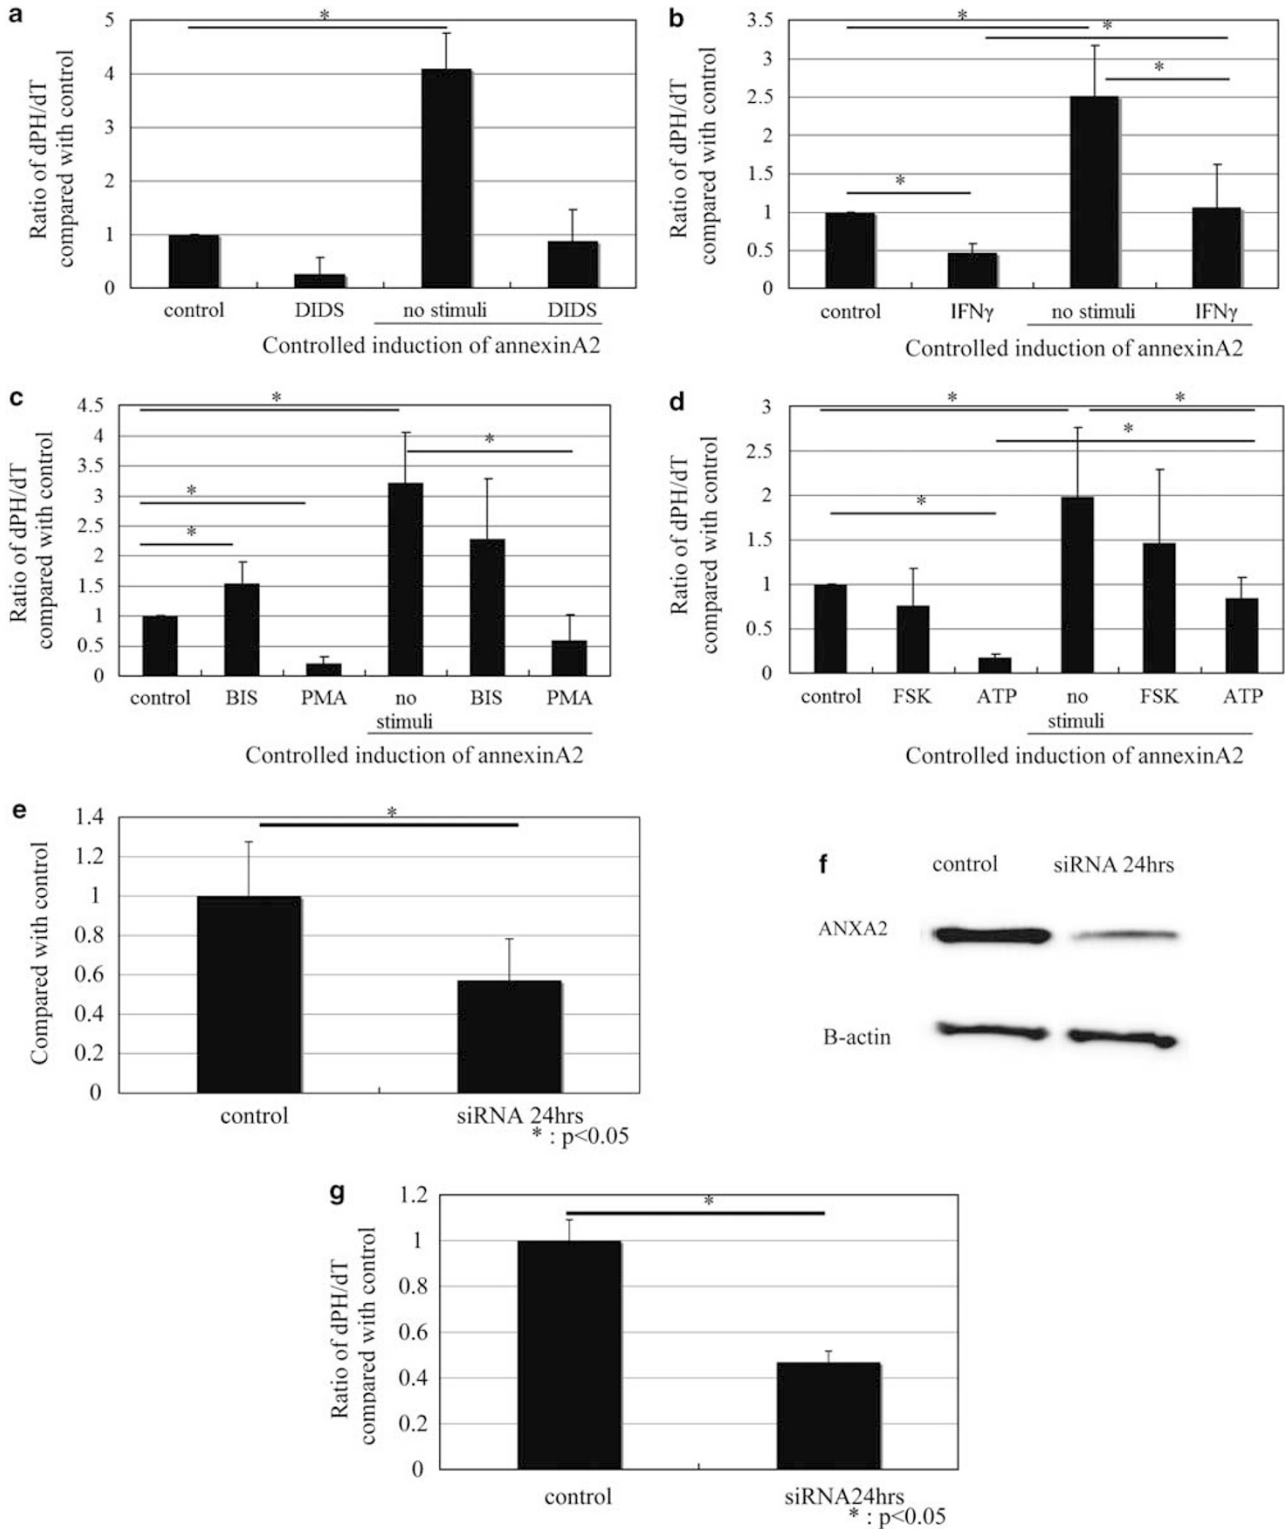 a
Ratio of dPH/dT
compared with control
5
4
3
2
1
0
*
control DIDS no stimuli DIDS
Controlled induction of annexinA2
b
Ratio of dPH/dT
compared with control
3.5
3
2.5
2
1.5
1
0.5
0
* * * *
control IFNγ no stimuli IFNγ
Controlled induction of annexinA2
c
Ratio of dPH/dT
compared with control
4.5
4
3.5
3
2.5
2
1.5
1
0.5
0
* * * *
control BIS PMA no BIS PMA
stimuli
Controlled induction of annexinA2
d
Ratio of dPH/dT
compared with control
3
2.5
2
1.5
1
0.5
0
* * * *
control FSK ATP no FSK ATP
stimuli
Controlled induction of annexinA2
e
Compared with control
1.4
1.2
1
0.8
0.6
0.4
0.2
0
*
control siRNA 24hrs
* : p<0.05
f
control siRNA 24hrs
ANXA2
B-actin
g
Ratio of dPH/dT
compared with control
1.2
1
0.8
0.6
0.4
0.2
0
*
control siRNA24hrs
* : p<0.05